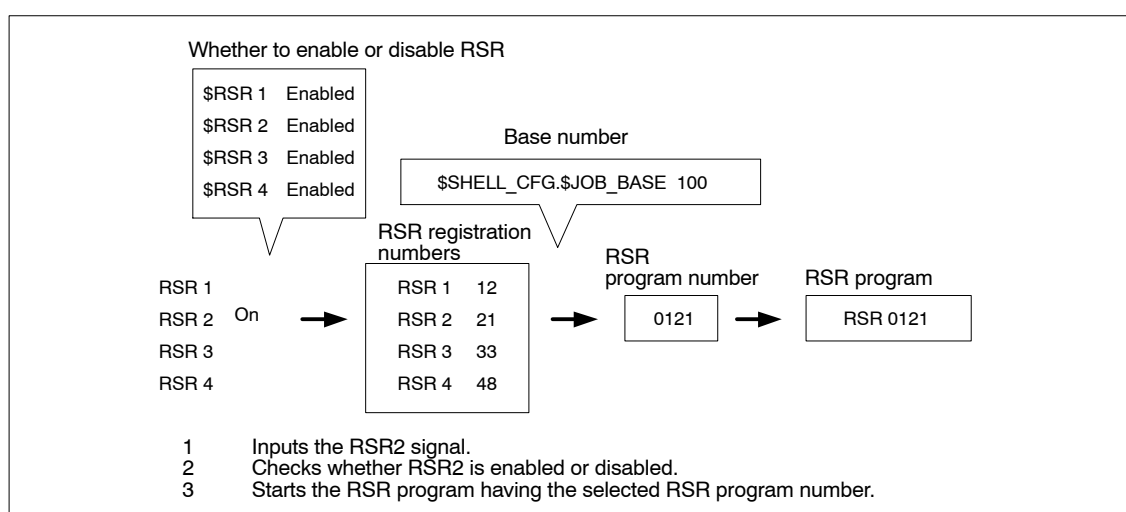 Whether to enable or disable RSR
$RSR 1 Enabled
$RSR 2 Enabled
$RSR 3 Enabled
$RSR 4 Enabled
Base number
$SHELL_CFG.$JOB_BASE 100
RSR 1
RSR 2 On
RSR 3
RSR 4
RSR registration
numbers
RSR 1 12
RSR 2 21
RSR 3 33
RSR 4 48
RSR
program number
0121
RSR program
RSR 0121
1 Inputs the RSR2 signal.
2 Checks whether RSR2 is enabled or disabled.
3 Starts the RSR program having the selected RSR program number.